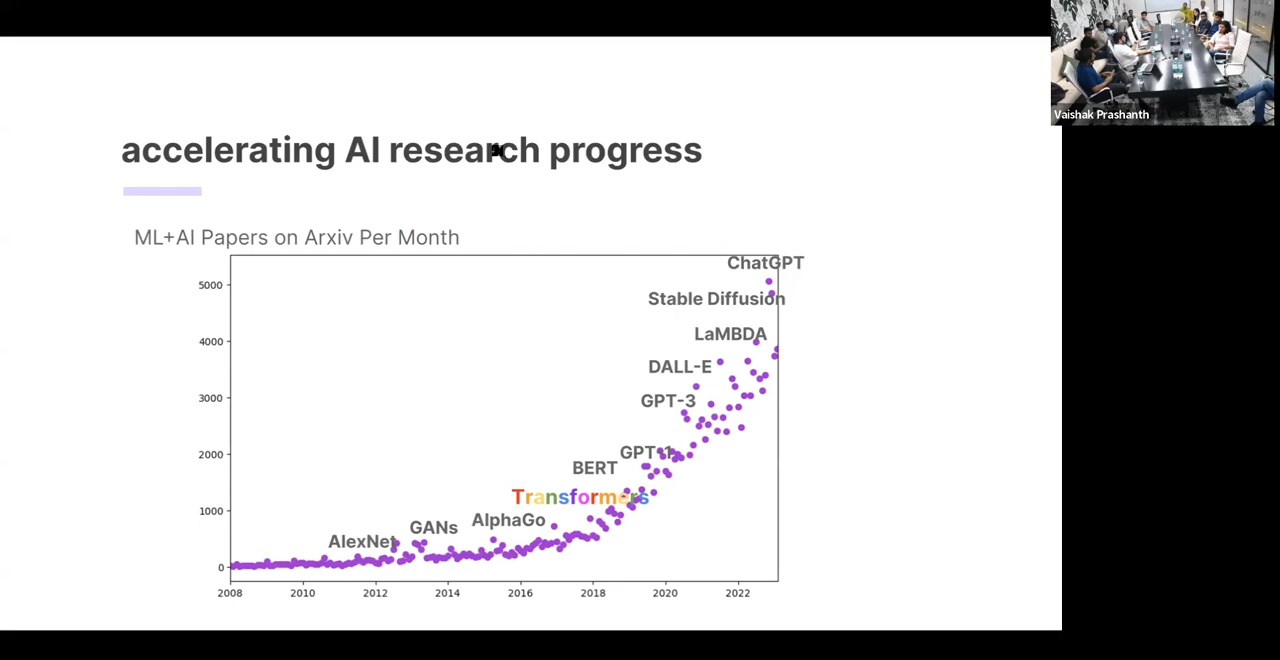 Vaishak Prashanth
accelerating AI research progress
ML+AI Papers on Arxiv Per Month
ChatGPT
5000
Stable Diffusion
LaMBDA
4000
DALL-E
3000
GPT-3
GPT-1
2000
BERT
Transformers
1000
AlphaGo
GANs
AlexNet
0
2008 2010 2012 2014 2016 2018 2020 2022